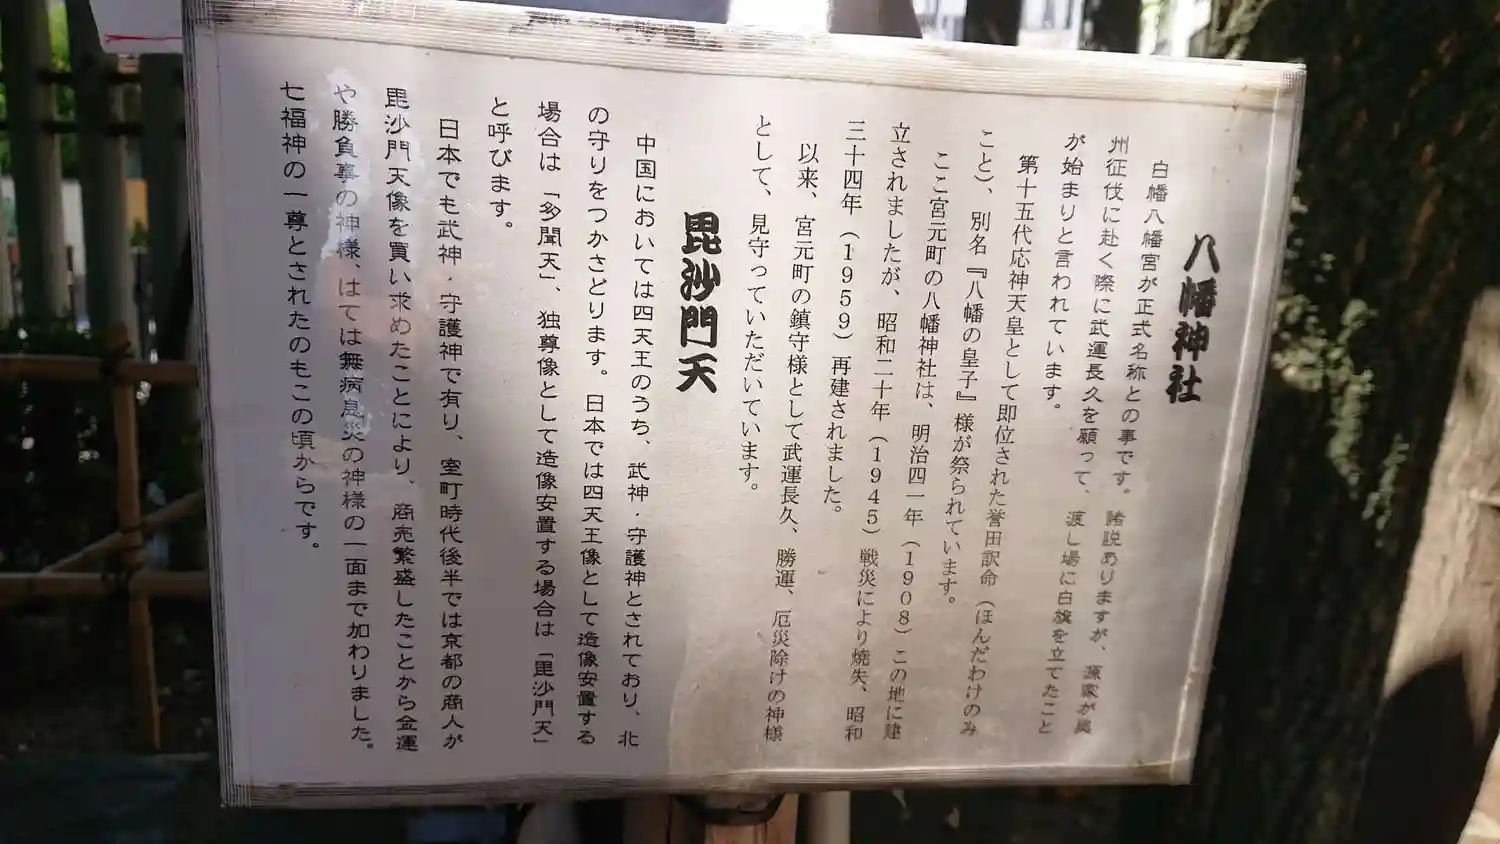 八幡神社
白幡八幡宮が正式名称との事です。諸説ありますが、源家が奥
州征伐に赴く際に武運長久を願って、渡し場に白旗を立てたこと
が始まりと言われています。
第十五代応神天皇として即位された誉田訳命（ほんだわけのみ
こと）、別名『八幡の皇子』様が祭られています。
ここ宮元町の八幡神社は、明治四一年（1908）この地に建
立されましたが、昭和二十年（1945）戦災により焼失、昭和
三十四年（1959）再建されました。
以来、宮元町の鎮守様として武運長久、勝運、厄災除けの神様
として、見守っていただいています。
毘沙門天
中国においては四天王のうち、武神・守護神とされており、北
の守りをつかさどります。日本では四天王像として造像安置する
場合は「多聞天」、独尊像として造像安置する場合は「毘沙門天」
と呼びます。
日本でも武神・守護神で有り、室町時代後半では京都の商人が
毘沙門天像を買い求めたことにより、商売繁盛したことから金運
や勝負事の神様、はては無病息災の神様の一面まで加わりました。
七福神の一尊とされたのもこの頃からです。